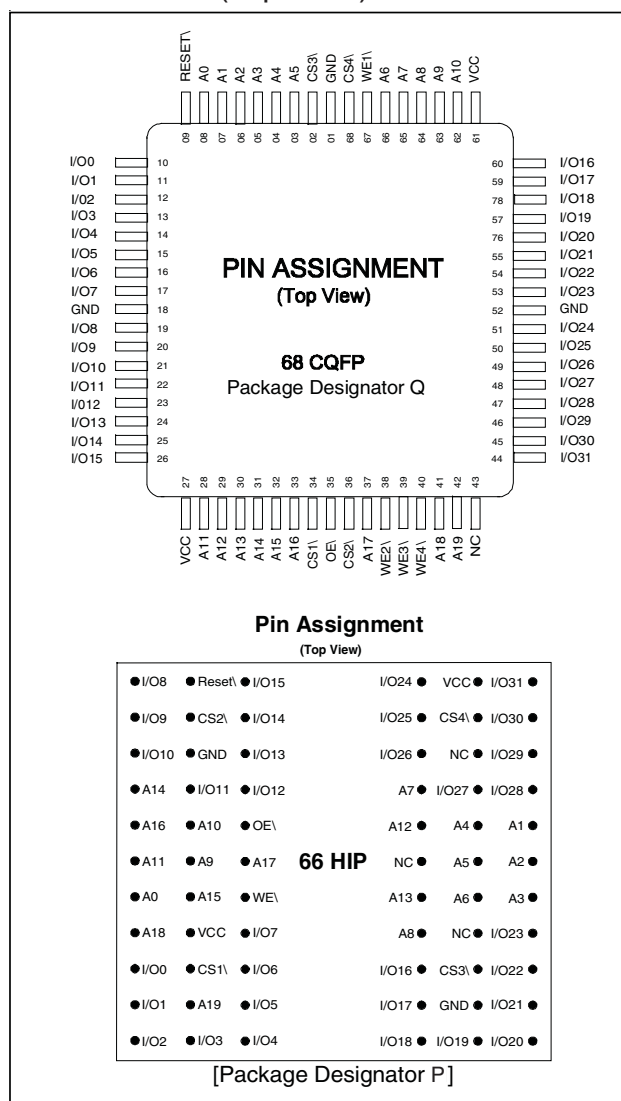 RESET\ A0 A1 A2 A3 A4 A5 CS3\ GND CS4\ WE1\ A6 A7 A8 A9 A10 VCC
09 08 07 06 05 04 03 02 01 68 67 66 65 64 63 62 61
I/O0 10 60 I/O16
I/O1 11 59 I/O17
I/02 12 78 I/O18
I/O3 13 57 I/O19
I/O4 14 76 I/O20
I/O5 15 55 I/O21
I/O6 16 54 I/O22
I/O7 17 53 I/O23
GND 18 52 GND
I/O8 19 51 I/O24
I/O9 20 50 I/O25
I/O10 21 49 I/O26
I/O11 22 48 I/O27
I/012 23 47 I/O28
I/O13 24 46 I/O29
I/O14 25 45 I/O30
I/O15 26 44 I/O31
PIN ASSIGNMENT
(Top View)
68 CQFP
Package Designator Q
27 28 29 30 31 32 33 34 35 36 37 38 39 40 41 42 43
VCC A11 A12 A13 A14 A15 A16 CS1\ OE\ CS2\ A17 WE2\ WE3\ WE4\ A18 A19 NC
Pin Assignment
(Top View)
I/O8 Reset\ I/O15 I/O24 VCC I/O31
I/O9 CS2\ I/O14 I/O25 CS4\ I/O30
I/O10 GND I/O13 I/O26 NC I/O29
A14 I/O11 I/O12 A7 I/O27 I/O28
A16 A10 OE\ A12 A4 A1
A11 A9 A17 66 HIP NC A5 A2
A0 A15 WE\ A13 A6 A3
A18 VCC I/O7 A8 NC I/O23
I/O0 CS1\ I/O6 I/O16 CS3\ I/O22
I/O1 A19 I/O5 I/O17 GND I/O21
I/O2 I/O3 I/O4 I/O18 I/O19 I/O20
[Package Designator P]